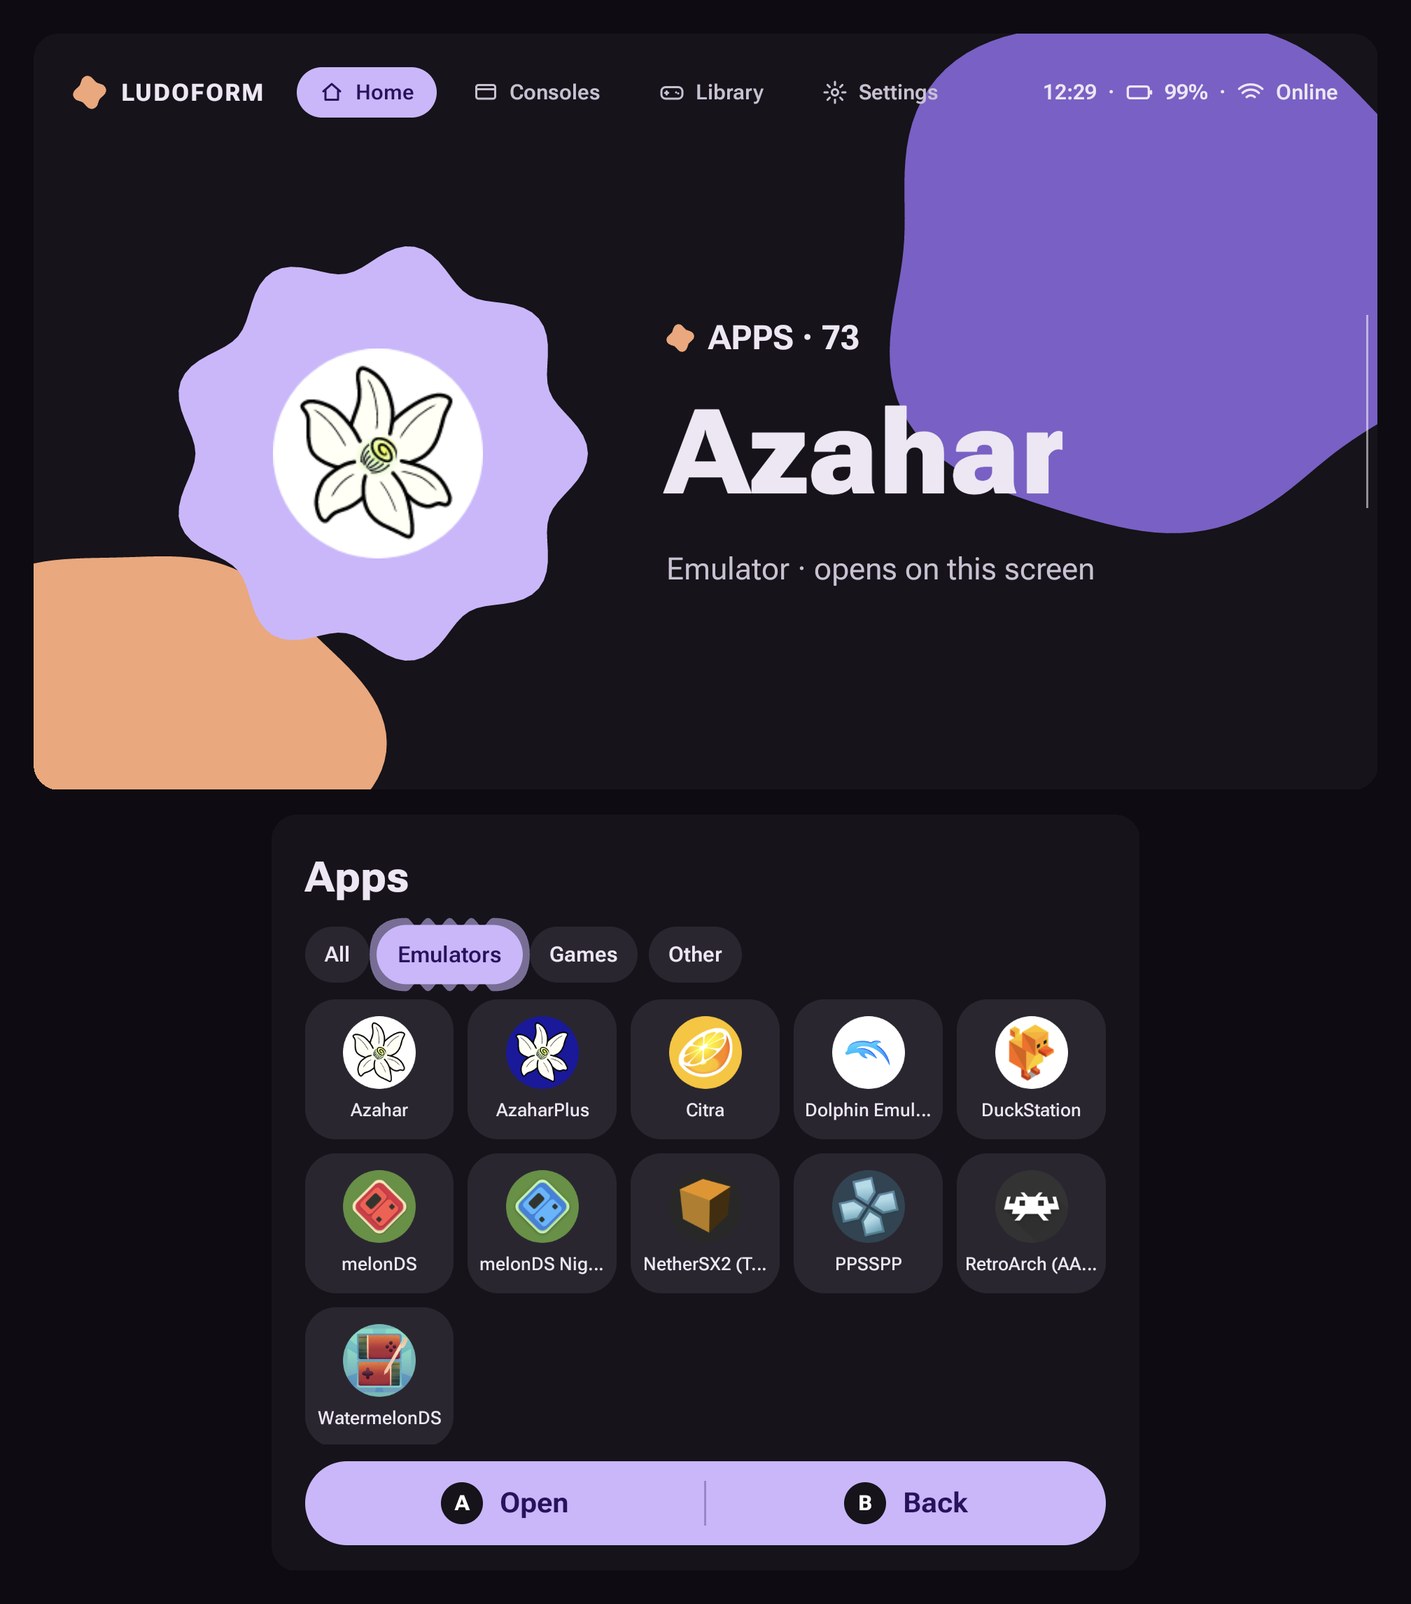 LUDOFORM Home Consoles Library Settings 12:29 · 99% · Online
APPS · 73
Azahar
Emulator · opens on this screen
Apps
All Emulators Games Other
Azahar AzaharPlus Citra Dolphin Emul... DuckStation
melonDS melonDS Nig... NetherSX2 (T... PPSSPP RetroArch (AA...
WatermelonDS
A Open B Back